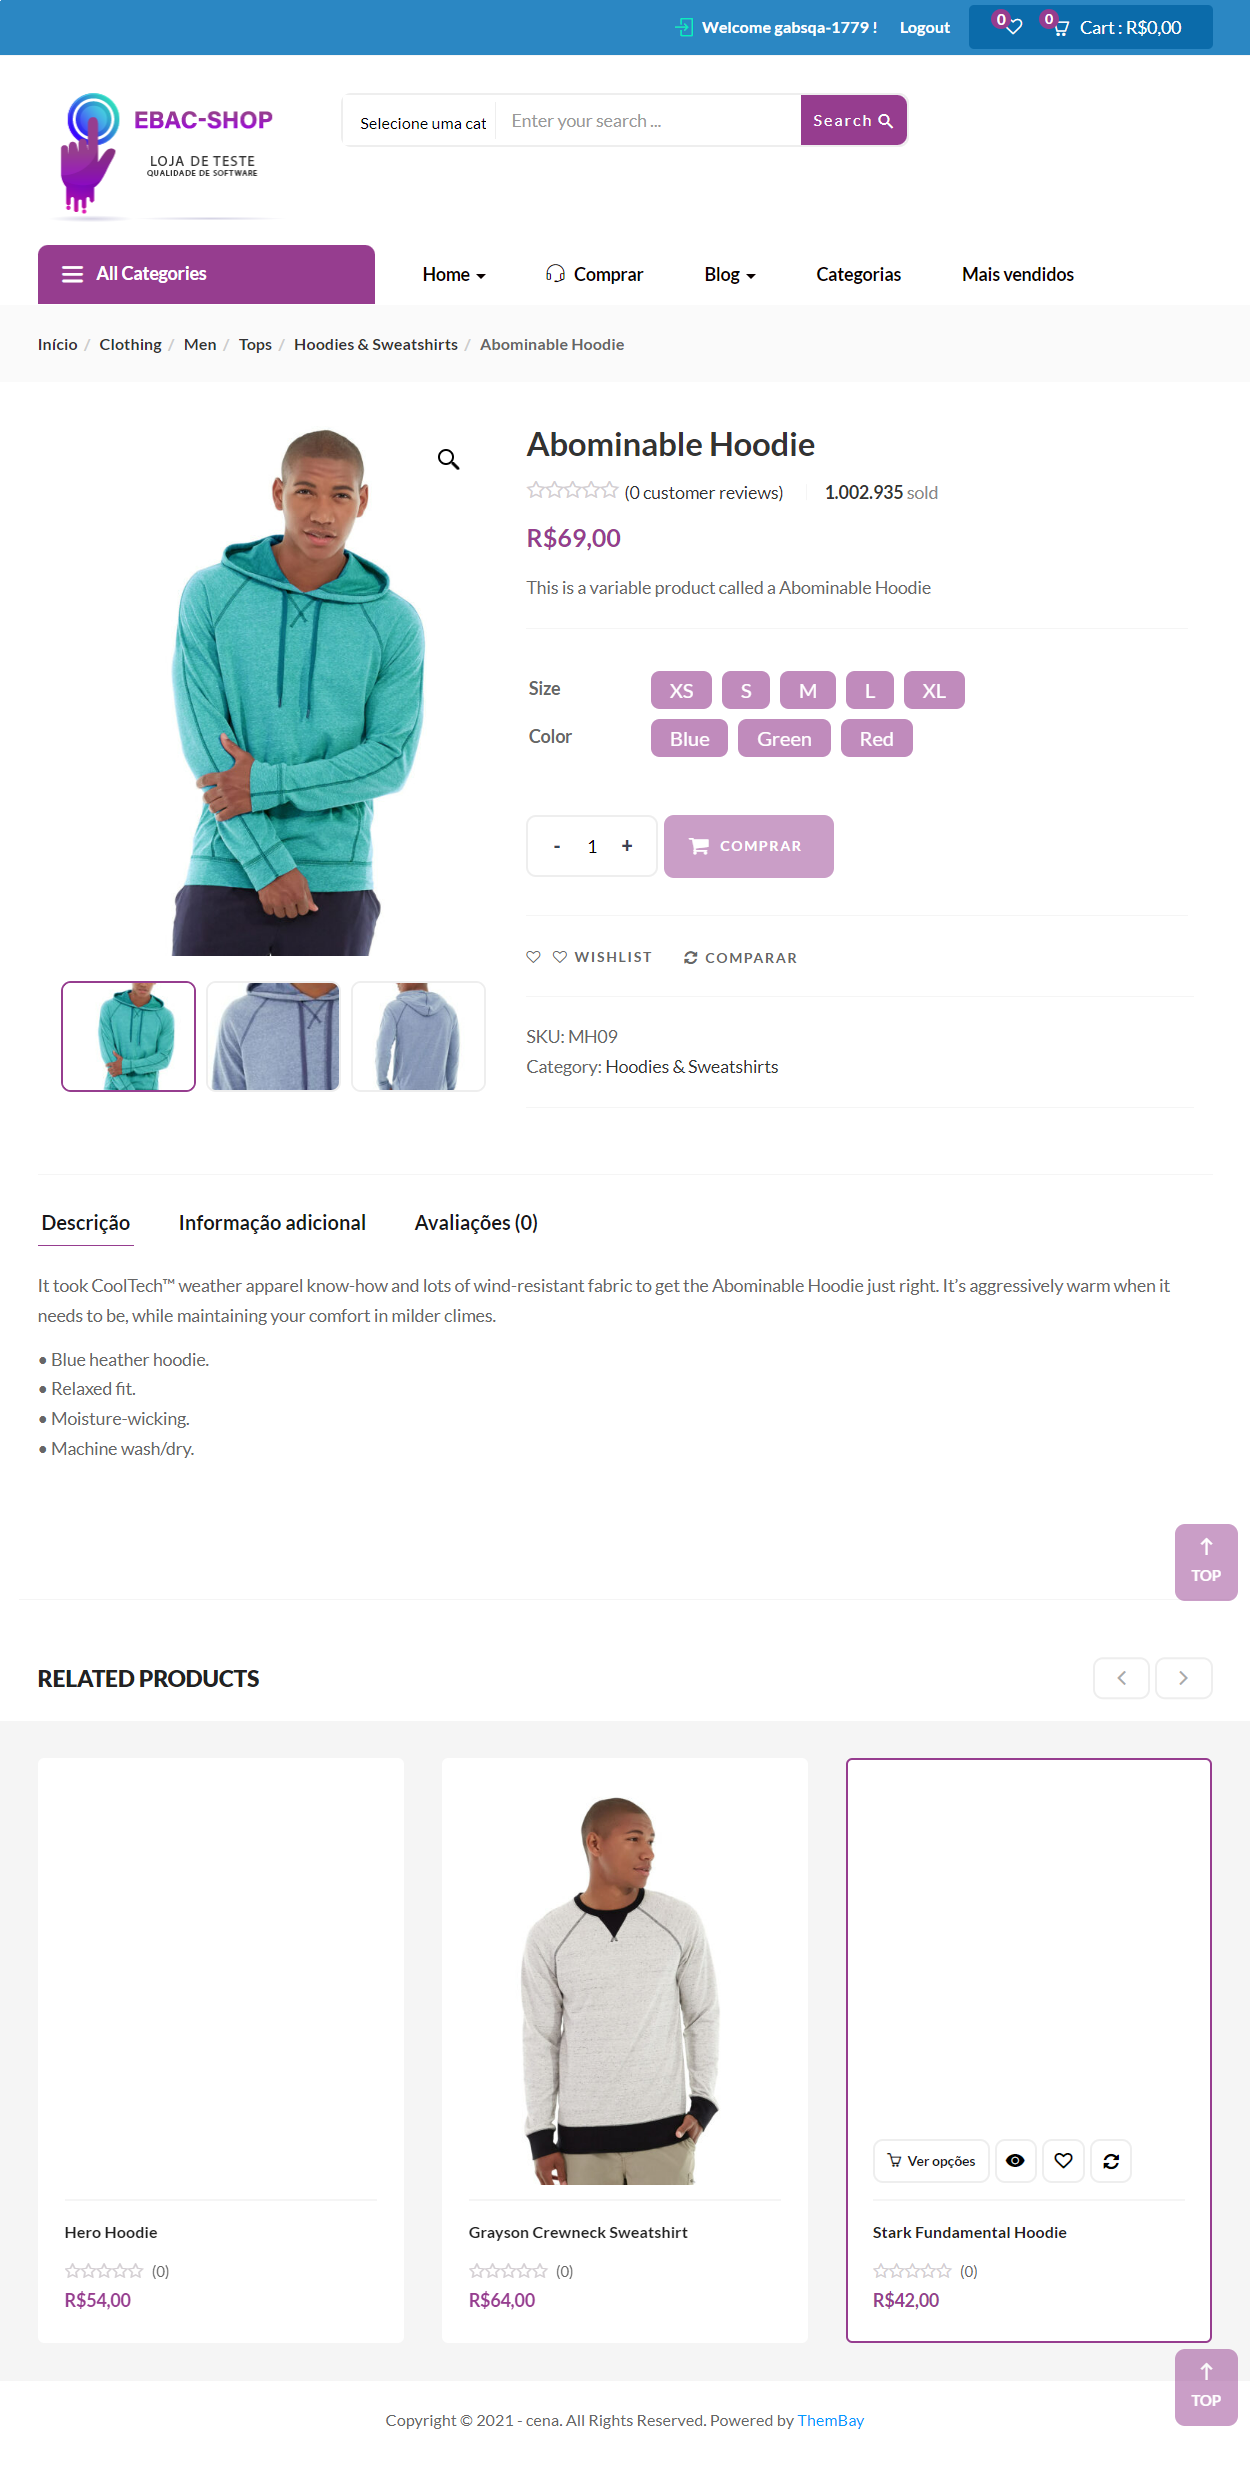 Welcome gabsqa-1779 ! Logout 0 0 Cart : R$0,00
EBAC-SHOP
LOJA DE TESTE
QUALIDADE DE SOFTWARE
Selecione uma cat Enter your search ... Search
All Categories Home Comprar Blog Categorias Mais vendidos
Início / Clothing / Men / Tops / Hoodies & Sweatshirts / Abominable Hoodie
Abominable Hoodie
(0 customer reviews) 1.002.935 sold
R$69,00
This is a variable product called a Abominable Hoodie
Size XS S M L XL
Color Blue Green Red
- 1 + COMPRAR
WISHLIST COMPARAR
SKU: MH09
Category: Hoodies & Sweatshirts
Descrição Informação adicional Avaliações (0)
It took CoolTech™ weather apparel know-how and lots of wind-resistant fabric to get the Abominable Hoodie just right. It’s aggressively warm when it
needs to be, while maintaining your comfort in milder climes.
• Blue heather hoodie.
• Relaxed fit.
• Moisture-wicking.
• Machine wash/dry.
TOP
RELATED PRODUCTS
Ver opções
Hero Hoodie
(0)
R$54,00
Grayson Crewneck Sweatshirt
(0)
R$64,00
Stark Fundamental Hoodie
(0)
R$42,00
TOP
Copyright © 2021 - cena. All Rights Reserved. Powered by ThemBay